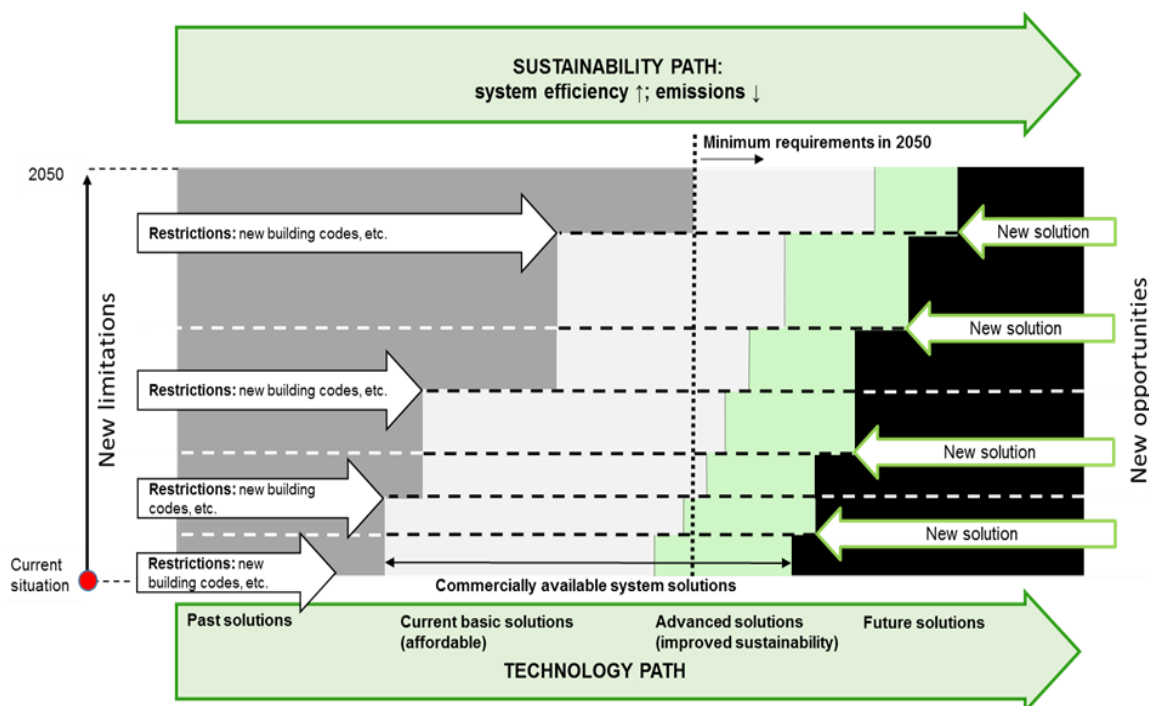 SUSTAINABILITY PATH:
system efficiency ↑; emissions ↓
Minimum requirements in 2050
2050
Restrictions: new building codes, etc.
New solution
New solution
New limitations
New opportunities
Restrictions: new building codes, etc.
New solution
Restrictions: new building
codes, etc.
New solution
Current
situation
Restrictions: new
building codes, etc.
Commercially available system solutions
Past solutions
Current basic solutions
(affordable)
Advanced solutions
(improved sustainability)
Future solutions
TECHNOLOGY PATH